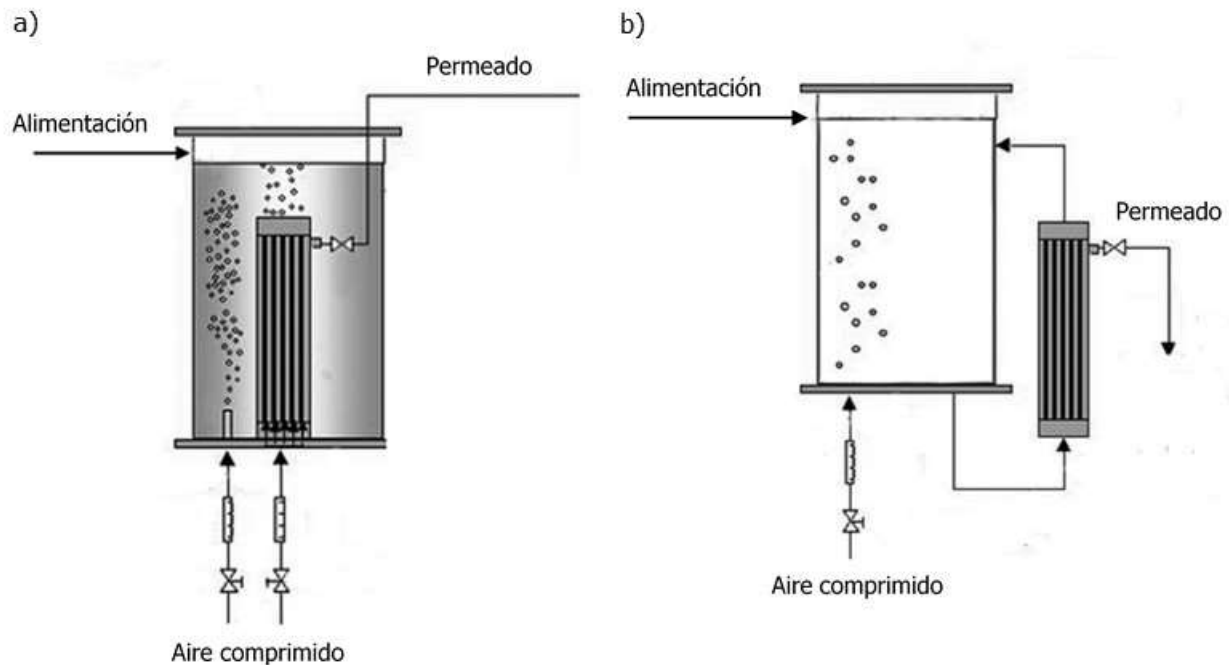 a)
Permeado
Alimentación
Aire comprimido
b)
Alimentación
Permeado
Aire comprimido